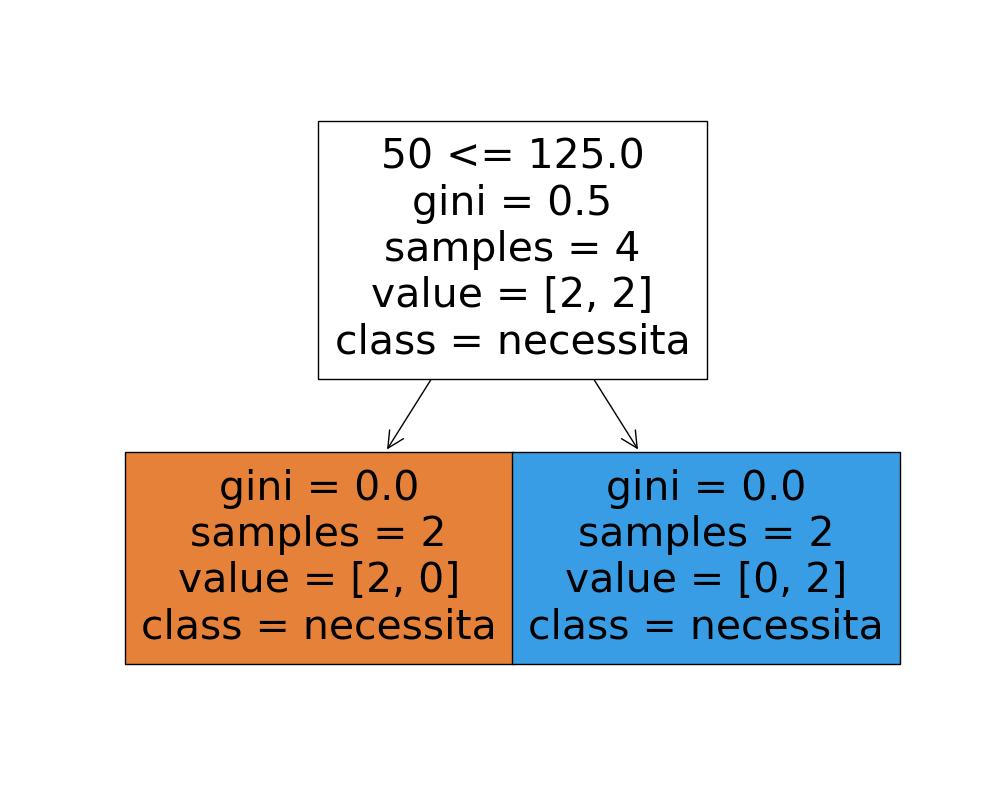 50 <= 125.0
gini = 0.5
samples = 4
value = [2, 2]
class = necessita
gini = 0.0
samples = 2
value = [2, 0]
class = necessita
gini = 0.0
samples = 2
value = [0, 2]
class = necessita